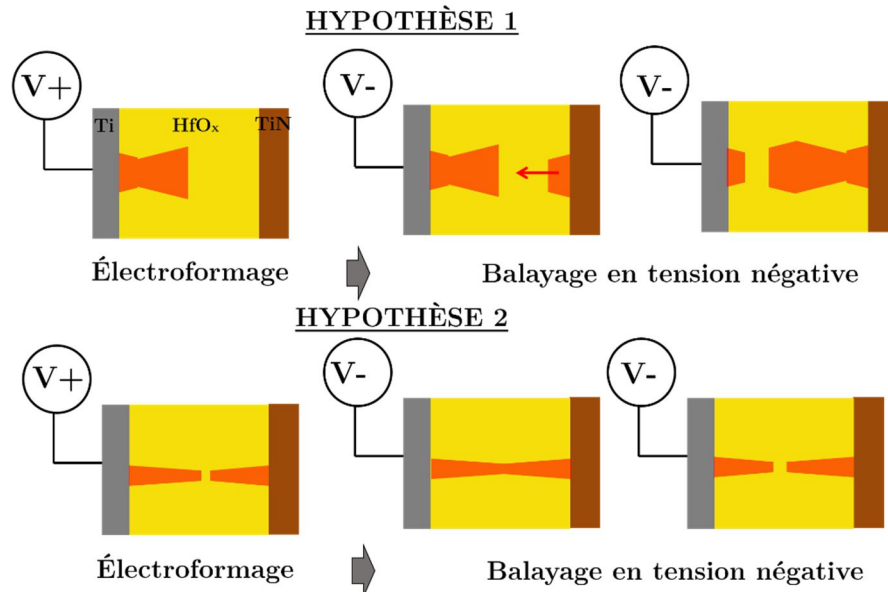 HYPOTHÈSE 1
V+ V- V-
Ti HfOₓ TiN
Électroformage Balayage en tension négative
HYPOTHÈSE 2
V+ V- V-
Électroformage Balayage en tension négative